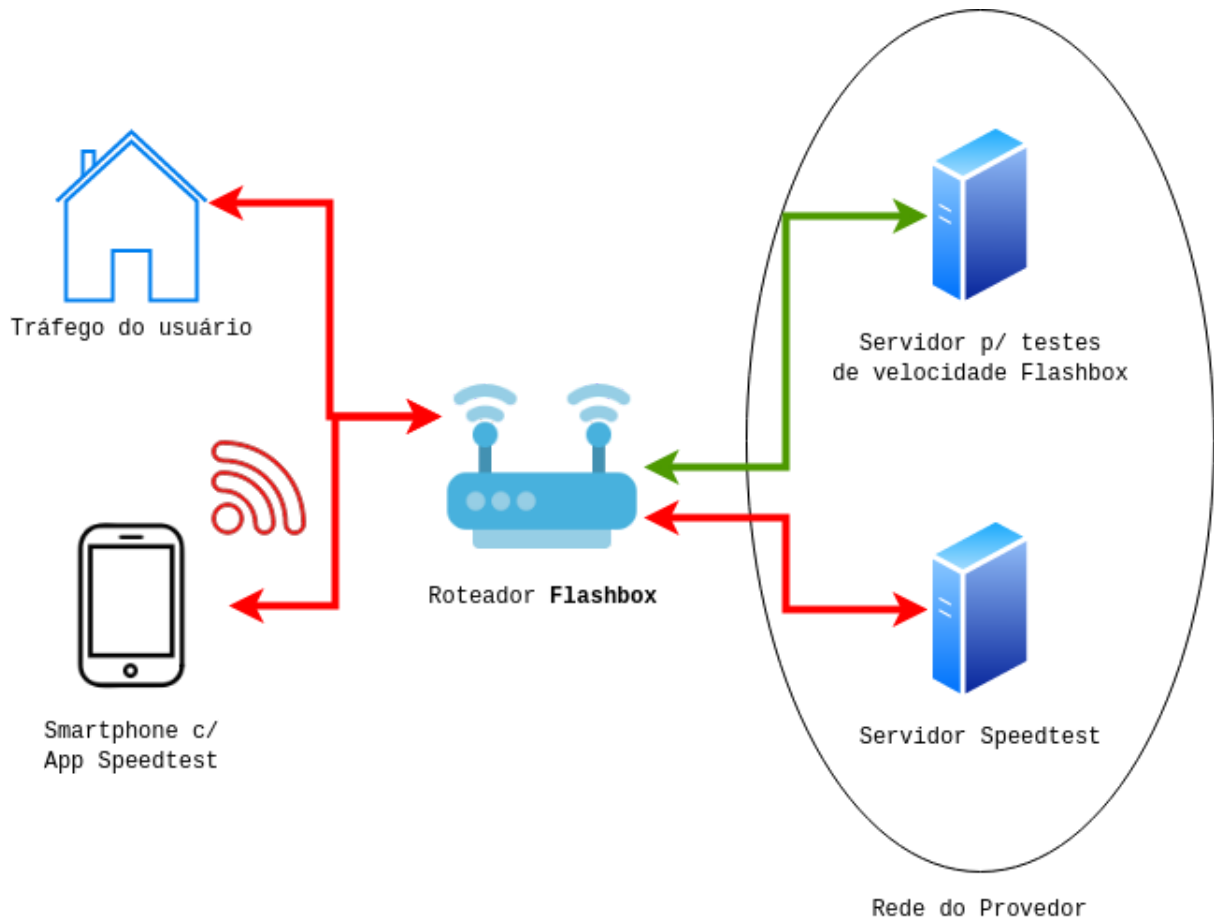 Tráfego do usuário
Servidor p/ testes
de velocidade Flashbox
Roteador Flashbox
Smartphone c/
App Speedtest
Servidor Speedtest
Rede do Provedor